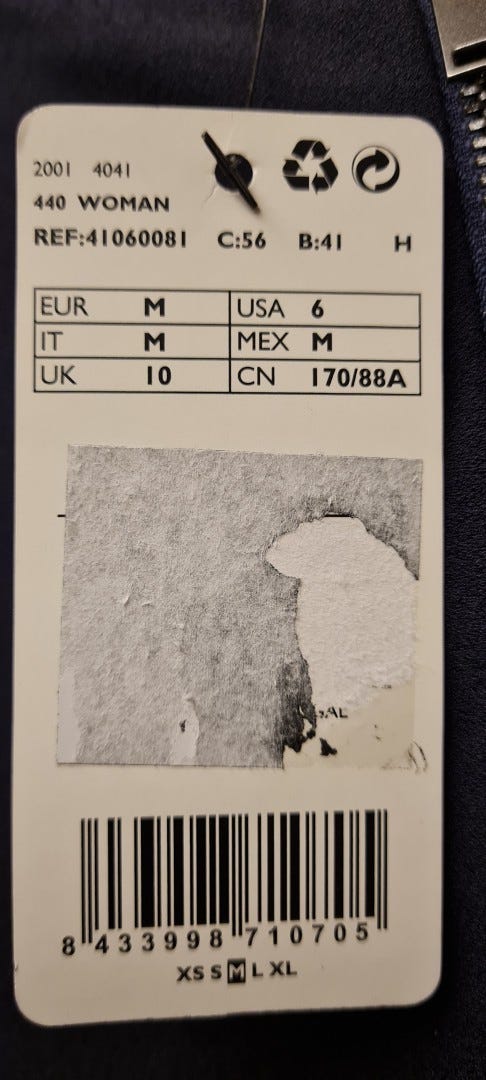 2001 4041
440 WOMAN
REF:41060081 C:56 B:41 H
EUR M USA 6
IT M MEX M
UK 10 CN 170/88A
AL
8 433998 710705
XS S M L XL